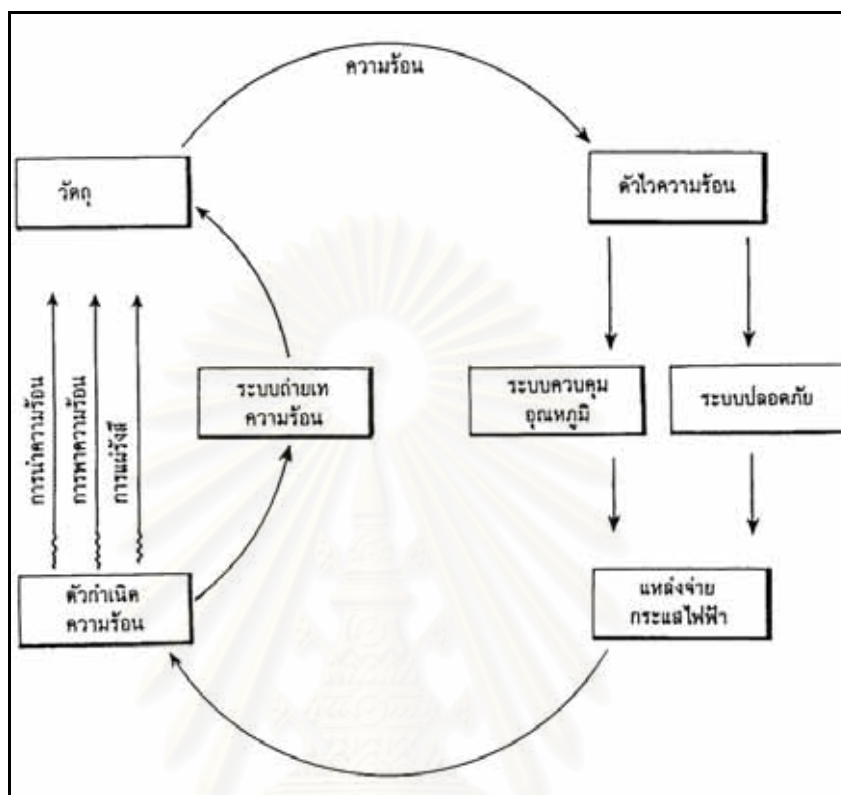 ความร้อน
วัตถุ
ตัวไวความร้อน
การนำความร้อน
การพาความร้อน
การแผ่รังสี
ระบบถ่ายเท
ความร้อน
ระบบควบคุม
อุณหภูมิ
ระบบปลอดภัย
ตัวกำเนิด
ความร้อน
แหล่งจ่าย
กระแสไฟฟ้า